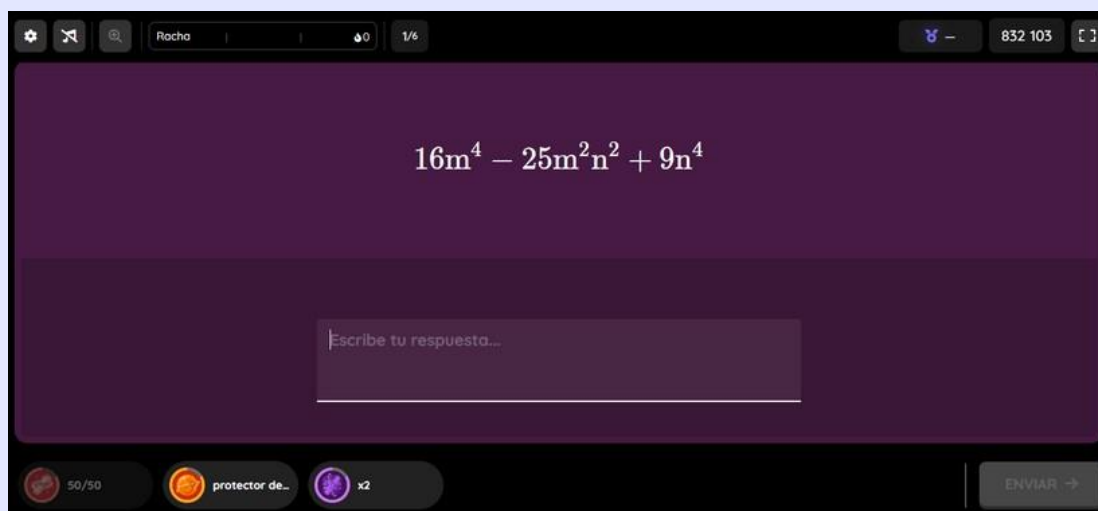 Racha 0 1/6 – 832 103
16m⁴ − 25m²n² + 9n⁴
Escribe tu respuesta...
50/50 protector de... x2 ENVIAR →